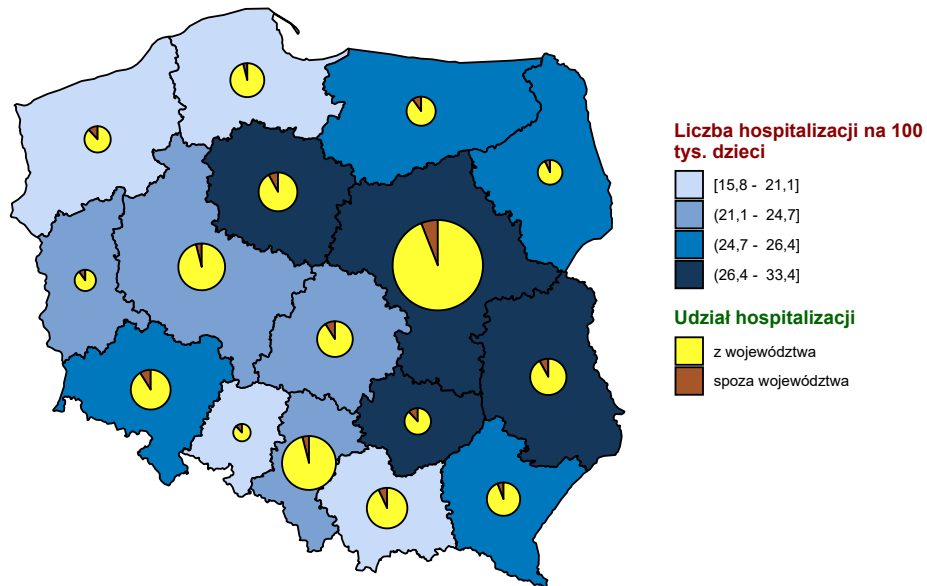 Liczba hospitalizacji na 100
tys. dzieci
[15,8 - 21,1]
(21,1 - 24,7]
(24,7 - 26,4]
(26,4 - 33,4]
Udział hospitalizacji
z województwa
spoza województwa